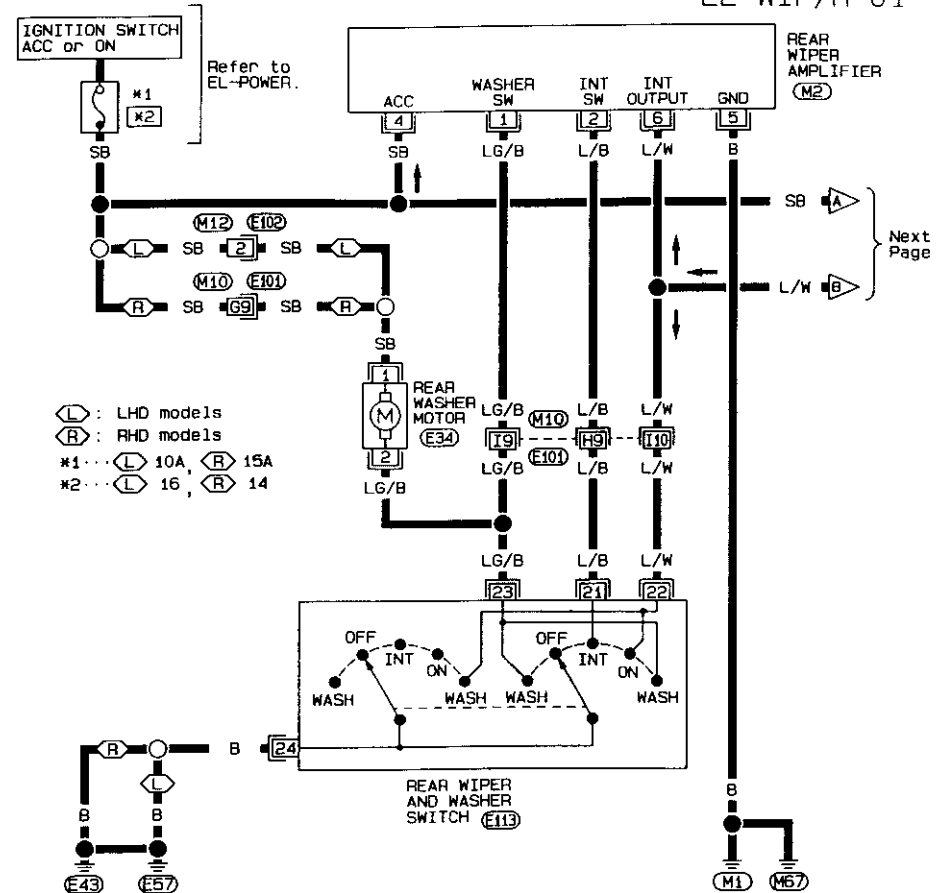 IGNITION SWITCH
ACC or ON
Refer to
EL-POWER.
*1
*2
SB
REAR
WIPER
AMPLIFIER
M2
ACC
WASHER
SW
INT
SW
INT
OUTPUT
GND
4
1
2
6
5
SB
LG/B
L/B
L/W
B
SB
A
Next
Page
L/W
B
M12
E102
L
SB
2
SB
L
M10
E101
R
SB
G9
SB
R
SB
1
M
REAR
WASHER
MOTOR
E34
2
LG/B
L : LHD models
R : RHD models
*1 ··· L 10A, R 15A
*2 ··· L 16, R 14
LG/B
M10
L/B
L/W
I9
H9
I10
E101
LG/B
L/B
L/W
LG/B
L/B
L/W
23
21
22
OFF
INT
ON
WASH
WASH
OFF
INT
ON
WASH
WASH
24
B
R
L
B
B
REAR WIPER
AND WASHER
SWITCH
E113
B
E43
E57
M1
M67